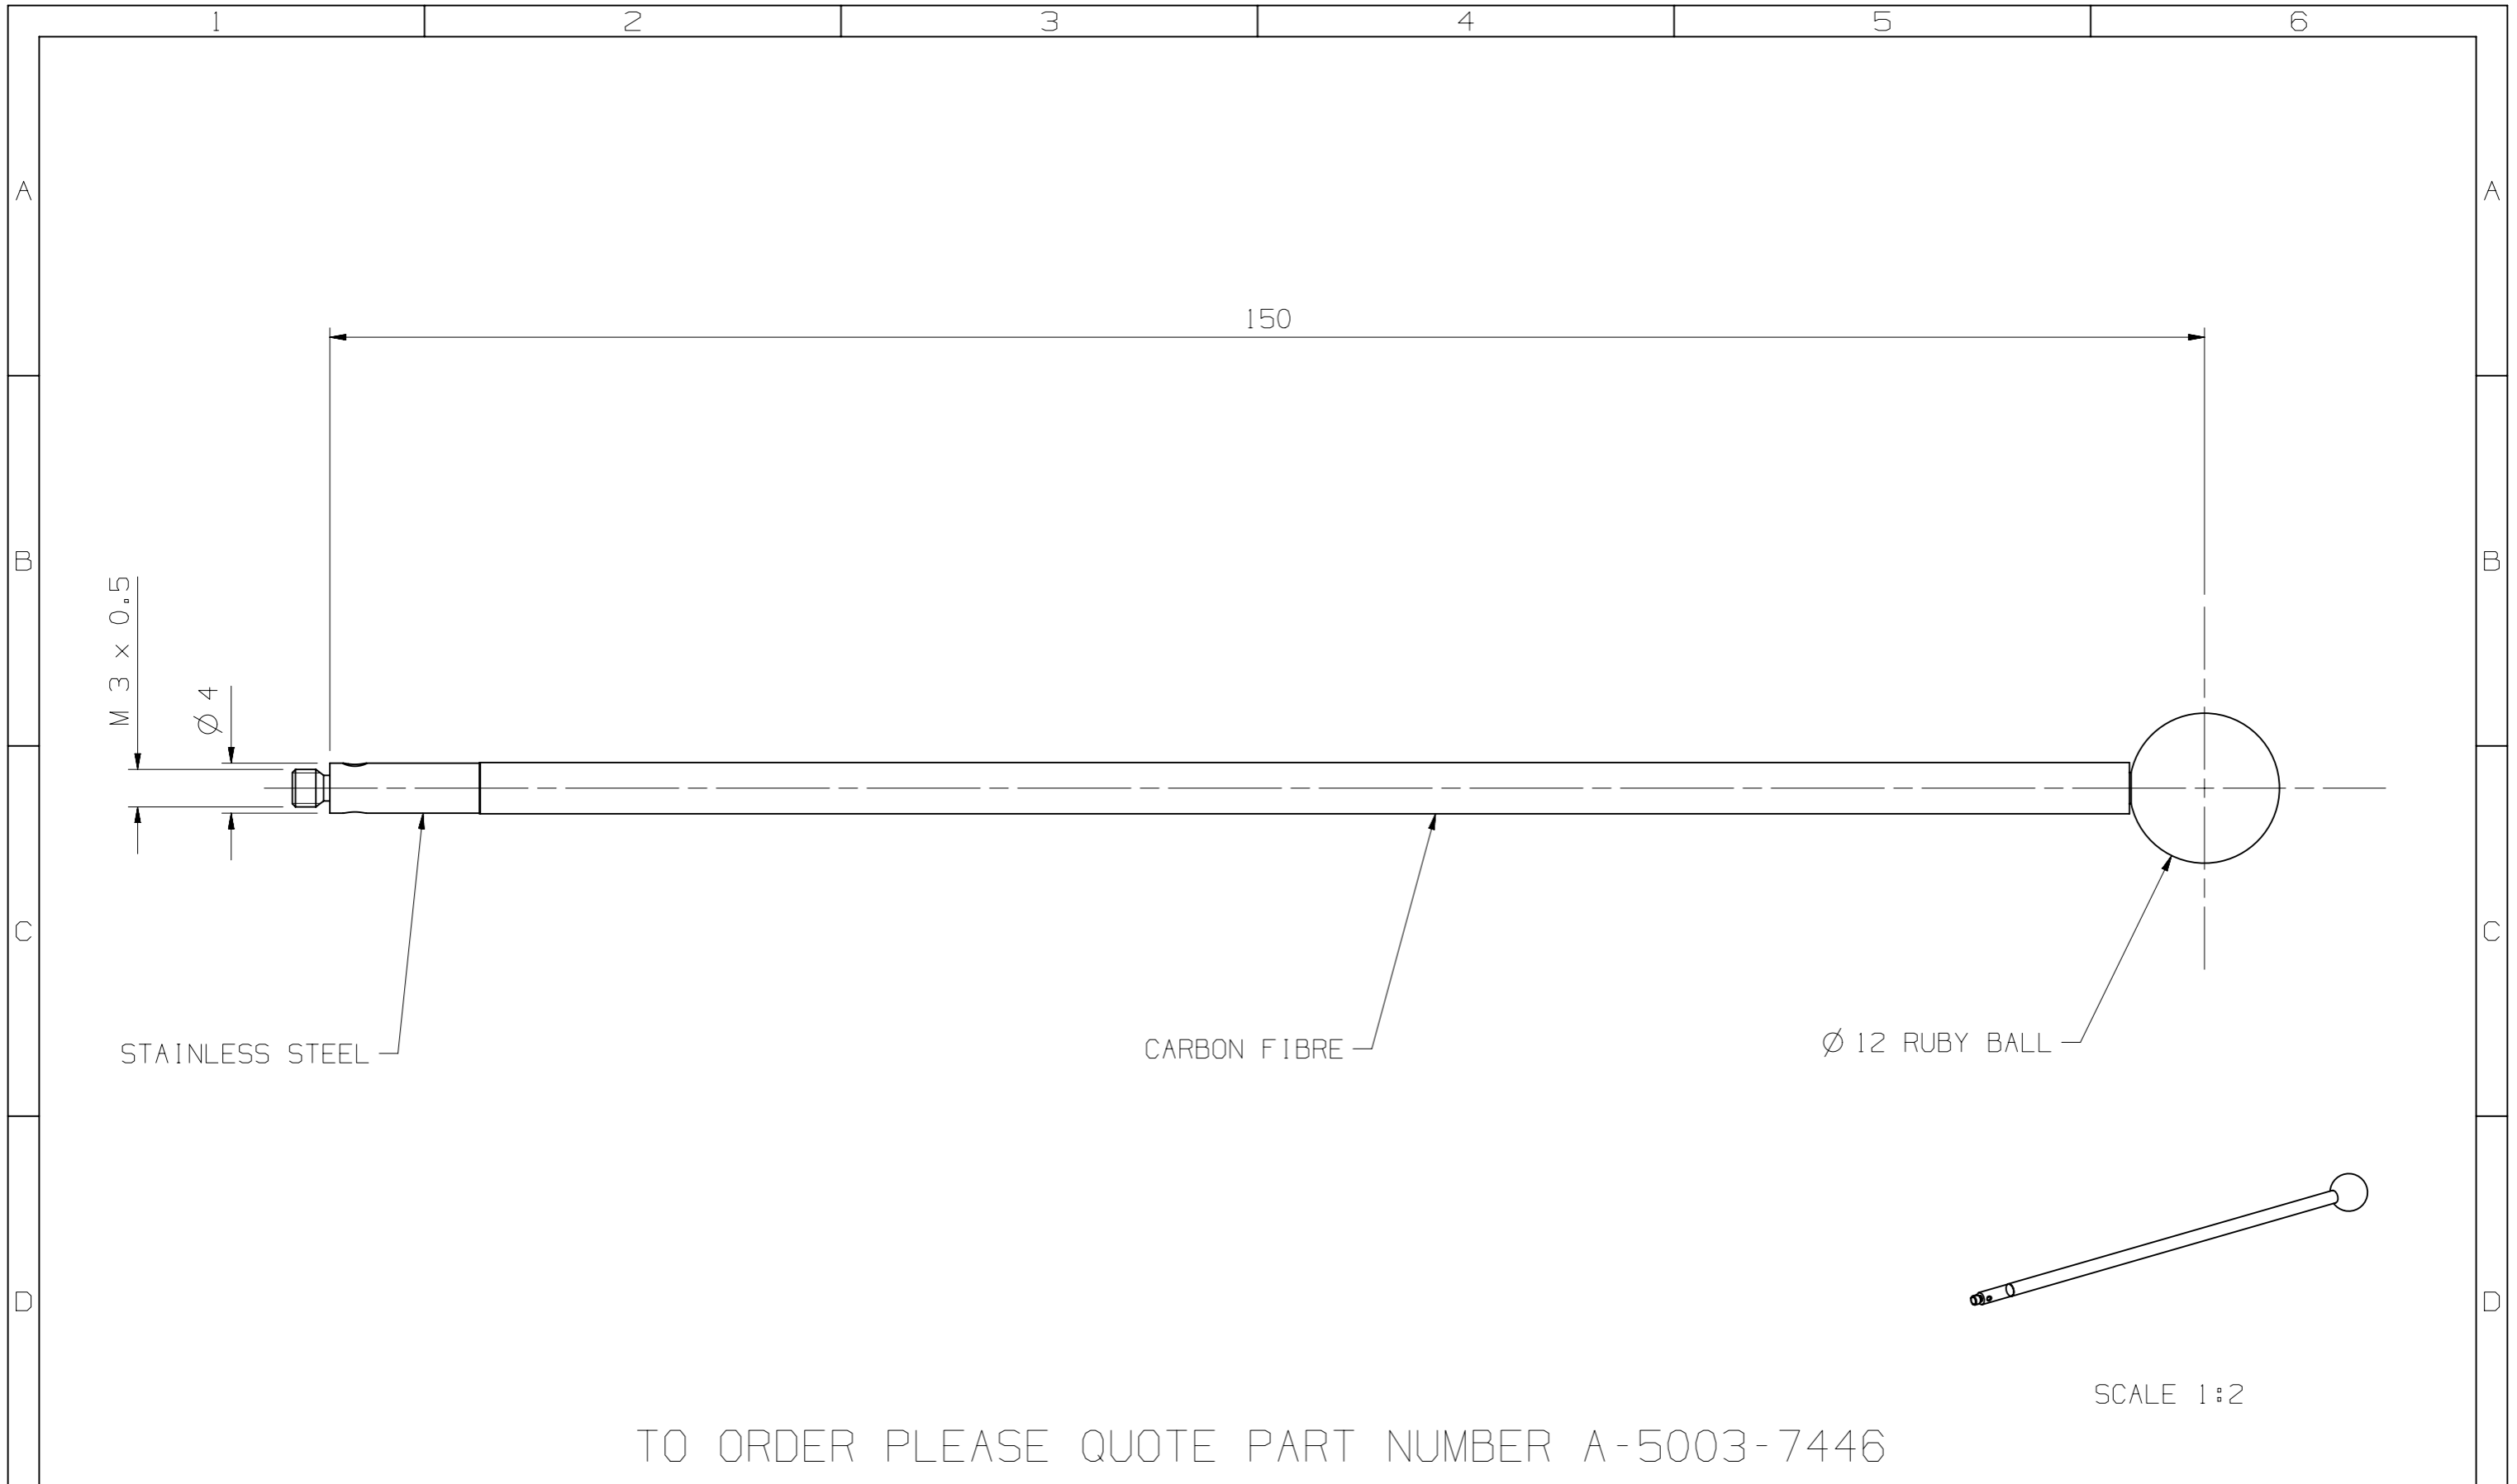 1 2 3 4 5 6
A A
150
B B
M 3 x 0.5
Ø 4
C C
STAINLESS STEEL
CARBON FIBRE
Ø 12 RUBY BALL
D D
SCALE 1:2
TO ORDER PLEASE QUOTE PART NUMBER A-5003-7446